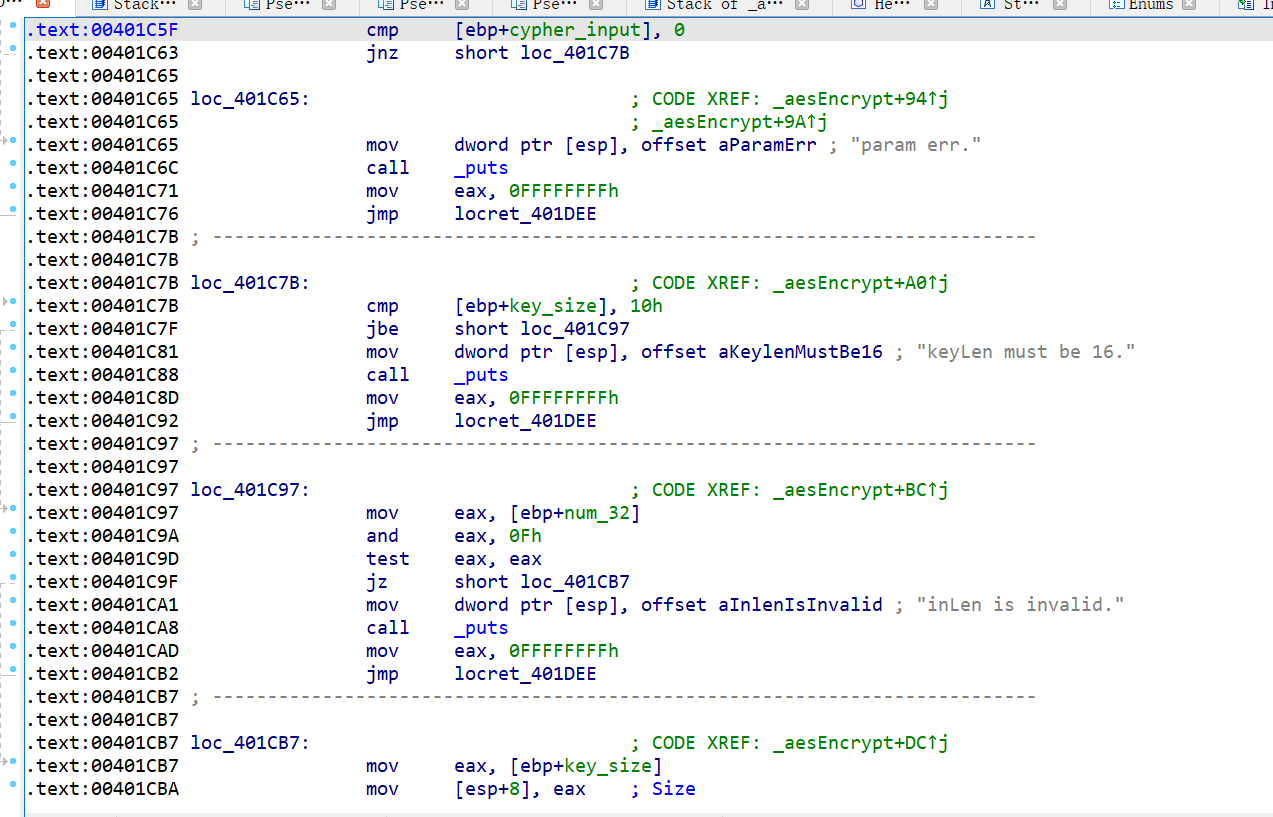 Stack··· Pse··· Pse··· Pse··· Stack of _a··· He··· St··· Enums
.text:00401C5F cmp [ebp+cypher_input], 0
.text:00401C63 jnz short loc_401C7B
.text:00401C65
.text:00401C65 loc_401C65: ; CODE XREF: _aesEncrypt+94↑j
.text:00401C65 ; _aesEncrypt+9A↑j
.text:00401C65 mov dword ptr [esp], offset aParamErr ; "param err."
.text:00401C6C call _puts
.text:00401C71 mov eax, 0FFFFFFFFh
.text:00401C76 jmp locret_401DEE
.text:00401C7B ; ---------------------------------------------------------------------------
.text:00401C7B
.text:00401C7B loc_401C7B: ; CODE XREF: _aesEncrypt+A0↑j
.text:00401C7B cmp [ebp+key_size], 10h
.text:00401C7F jbe short loc_401C97
.text:00401C81 mov dword ptr [esp], offset aKeylenMustBe16 ; "keyLen must be 16."
.text:00401C88 call _puts
.text:00401C8D mov eax, 0FFFFFFFFh
.text:00401C92 jmp locret_401DEE
.text:00401C97 ; ---------------------------------------------------------------------------
.text:00401C97
.text:00401C97 loc_401C97: ; CODE XREF: _aesEncrypt+BC↑j
.text:00401C97 mov eax, [ebp+num_32]
.text:00401C9A and eax, 0Fh
.text:00401C9D test eax, eax
.text:00401C9F jz short loc_401CB7
.text:00401CA1 mov dword ptr [esp], offset aInlenIsInvalid ; "inLen is invalid."
.text:00401CA8 call _puts
.text:00401CAD mov eax, 0FFFFFFFFh
.text:00401CB2 jmp locret_401DEE
.text:00401CB7 ; ---------------------------------------------------------------------------
.text:00401CB7
.text:00401CB7 loc_401CB7: ; CODE XREF: _aesEncrypt+DC↑j
.text:00401CB7 mov eax, [ebp+key_size]
.text:00401CBA mov [esp+8], eax ; Size